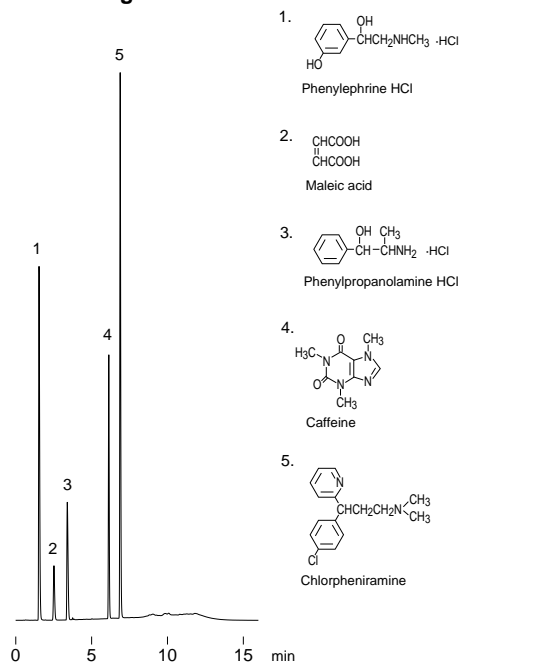 5
1
4
3
2
0 5 10 15 min
1.
OH
CHCH2NHCH3 ·HCl
HO
Phenylephrine HCl
2.
CHCOOH
CHCOOH
Maleic acid
3.
OH CH3
CH CHNH2 ·HCl
Phenylpropanolamine HCl
4.
O CH3
H3C N N
O N N
CH3
Caffeine
5.
N
CHCH2CH2N CH3
CH3
Cl
Chlorpheniramine